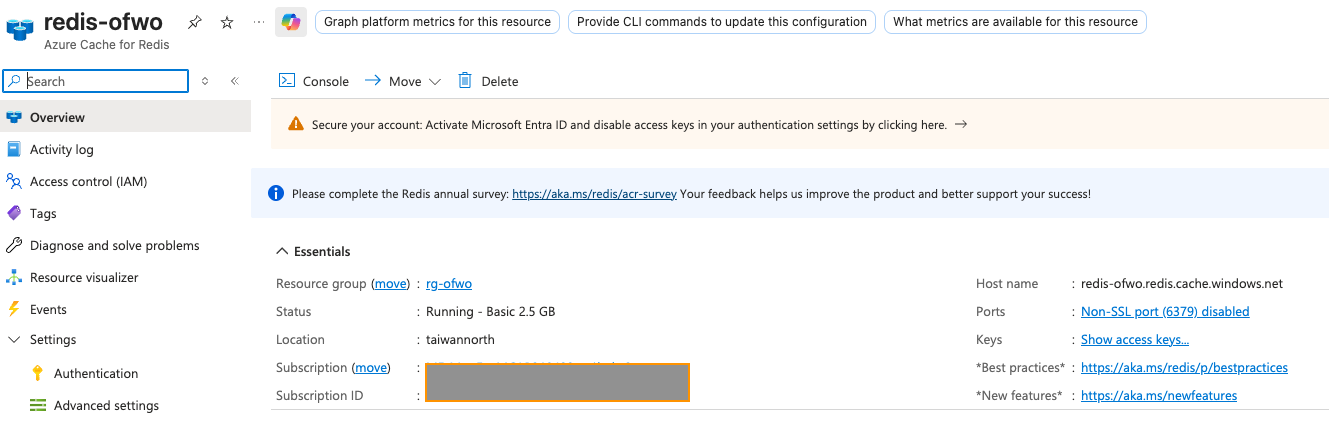 redis-ofwo
Azure Cache for Redis
Graph platform metrics for this resource
Provide CLI commands to update this configuration
What metrics are available for this resource
Search
Console
Move
Delete
Overview
Secure your account: Activate Microsoft Entra ID and disable access keys in your authentication settings by clicking here. →
Activity log
Access control (IAM)
Please complete the Redis annual survey: https://aka.ms/redis/acr-survey Your feedback helps us improve the product and better support your success!
Tags
Diagnose and solve problems
Resource visualizer
Events
Settings
Authentication
Advanced settings
Essentials
Resource group (move) : rg-ofwo
Status : Running - Basic 2.5 GB
Location : taiwannorth
Subscription (move) :
Subscription ID :
Host name : redis-ofwo.redis.cache.windows.net
Ports : Non-SSL port (6379) disabled
Keys : Show access keys...
*Best practices* : https://aka.ms/redis/p/bestpractices
*New features* : https://aka.ms/newfeatures